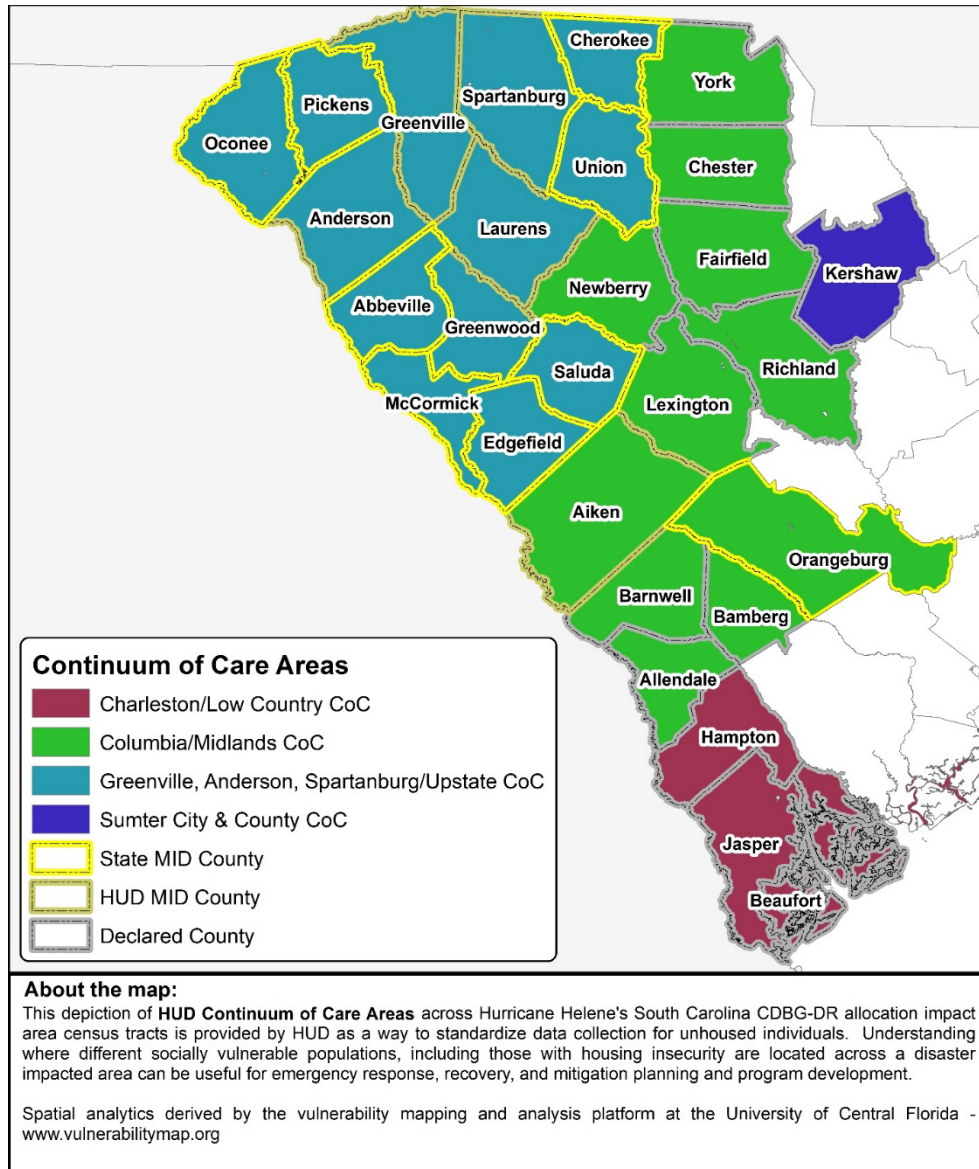 Cherokee
York
Spartanburg
Pickens
Greenville
Oconee
Union
Chester
Anderson
Laurens
Fairfield
Kershaw
Newberry
Abbeville
Greenwood
Richland
Saluda
Lexington
McCormick
Edgefield
Aiken
Orangeburg
Barnwell
Bamberg
Allendale
Hampton
Jasper
Beaufort
Continuum of Care Areas
Charleston/Low Country CoC
Columbia/Midlands CoC
Greenville, Anderson, Spartanburg/Upstate CoC
Sumter City & County CoC
State MID County
HUD MID County
Declared County
About the map:
This depiction of HUD Continuum of Care Areas across Hurricane Helene's South Carolina CDBG-DR allocation impact
area census tracts is provided by HUD as a way to standardize data collection for unhoused individuals. Understanding
where different socially vulnerable populations, including those with housing insecurity are located across a disaster
impacted area can be useful for emergency response, recovery, and mitigation planning and program development.
Spatial analytics derived by the vulnerability mapping and analysis platform at the University of Central Florida -
www.vulnerabilitymap.org